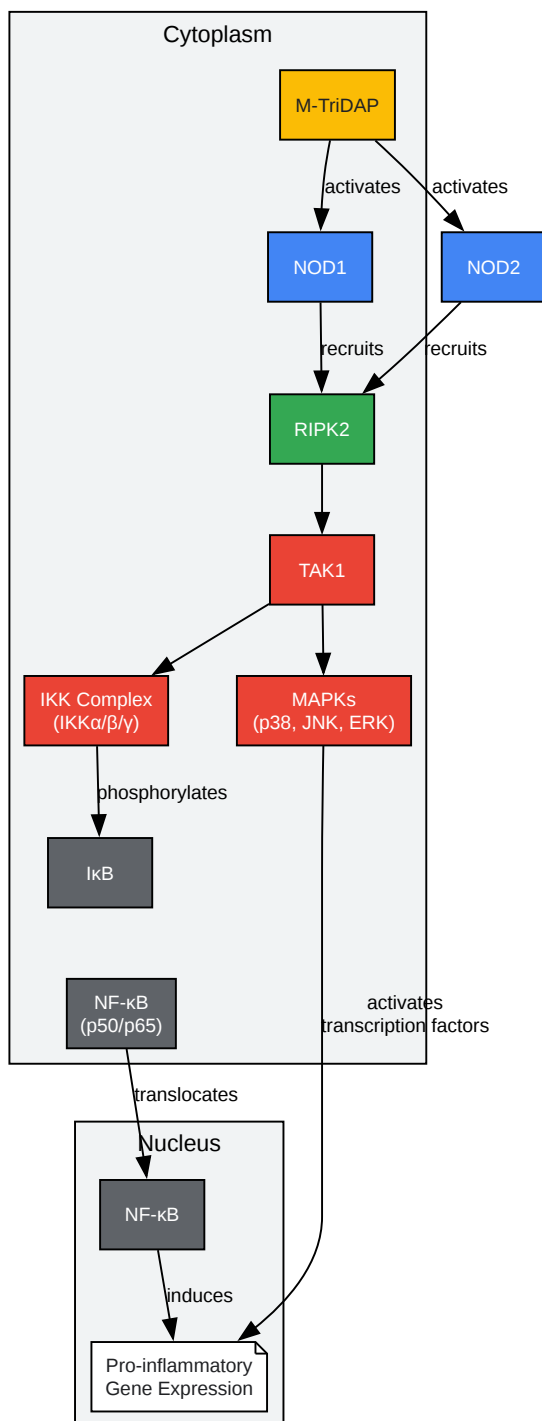 Cytoplasm
M-TriDAP
activates
activates
NOD1
NOD2
recruits
recruits
RIPK2
TAK1
IKK Complex
(IKKα/β/γ)
MAPKs
(p38, JNK, ERK)
phosphorylates
IκB
NF-κB
(p50/p65)
activates
transcription factors
translocates
Nucleus
NF-κB
induces
Pro-inflammatory
Gene Expression